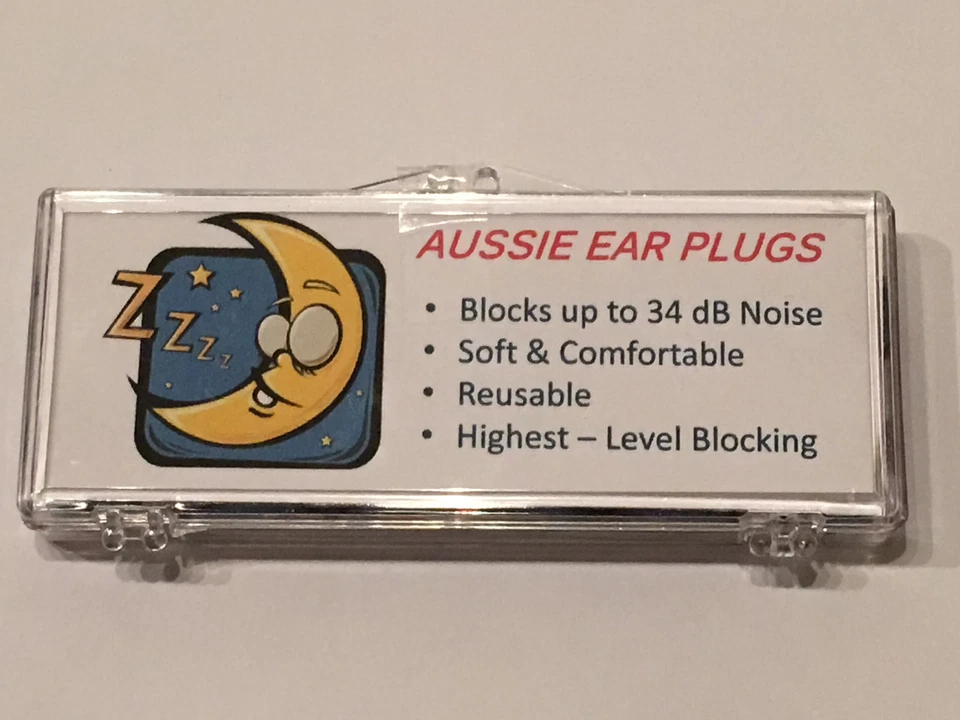 Z Z Z Z
AUSSIE EAR PLUGS
• Blocks up to 34 dB Noise
• Soft & Comfortable
• Reusable
• Highest – Level Blocking